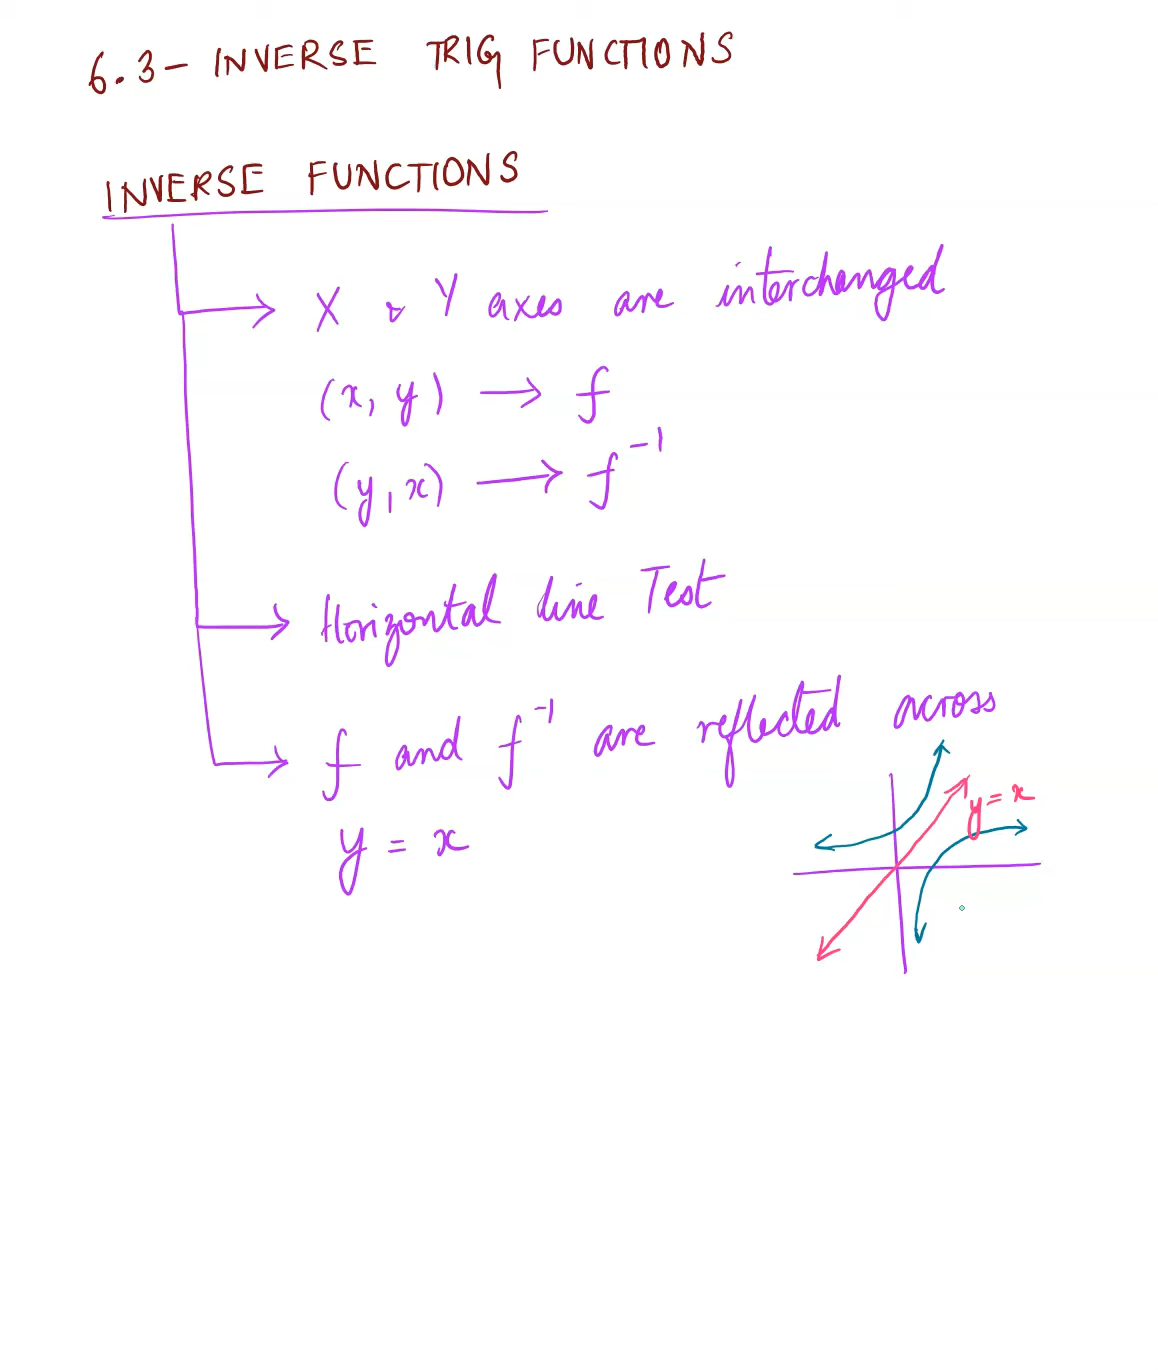 6.3 - INVERSE TRIG FUNCTIONS
INVERSE FUNCTIONS
X & Y axes are interchanged
(x, y) → f
(y, x) → f⁻¹
Horizontal line Test
f and f⁻¹ are reflected across
y = x
y = x